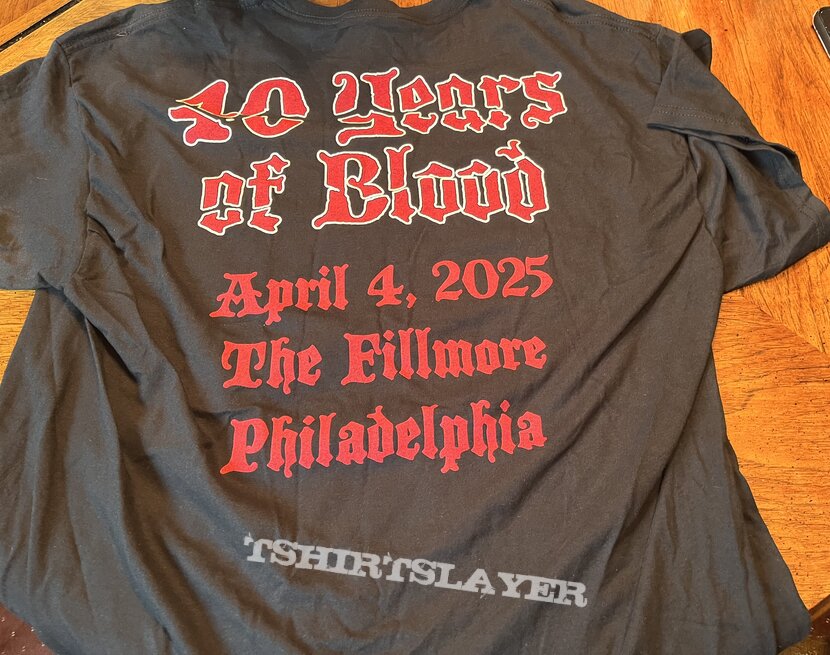 40 Years
of Blood
April 4, 2025
The Fillmore
Philadelphia
TSHIRTSLAYER